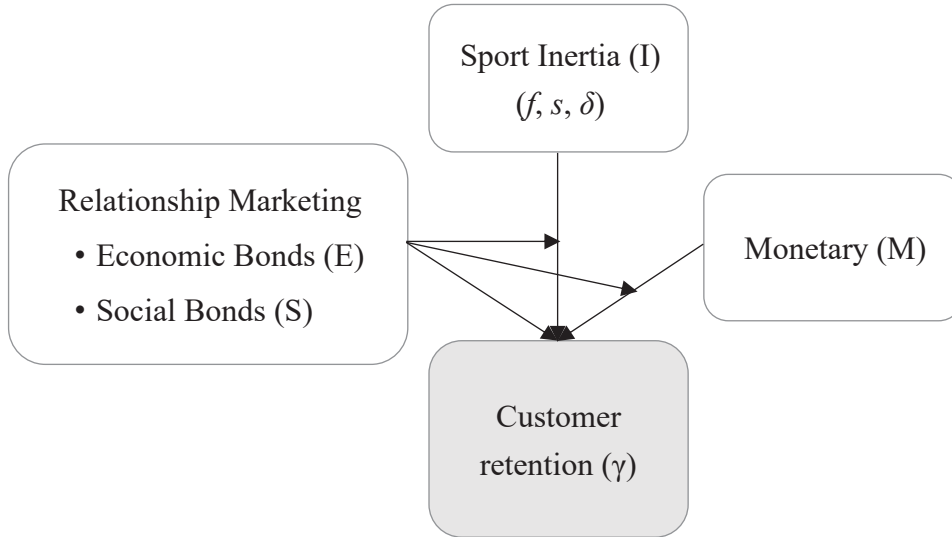 Sport Inertia (I)
(f, s, δ)
Relationship Marketing
• Economic Bonds (E)
• Social Bonds (S)
Monetary (M)
Customer
retention (γ)